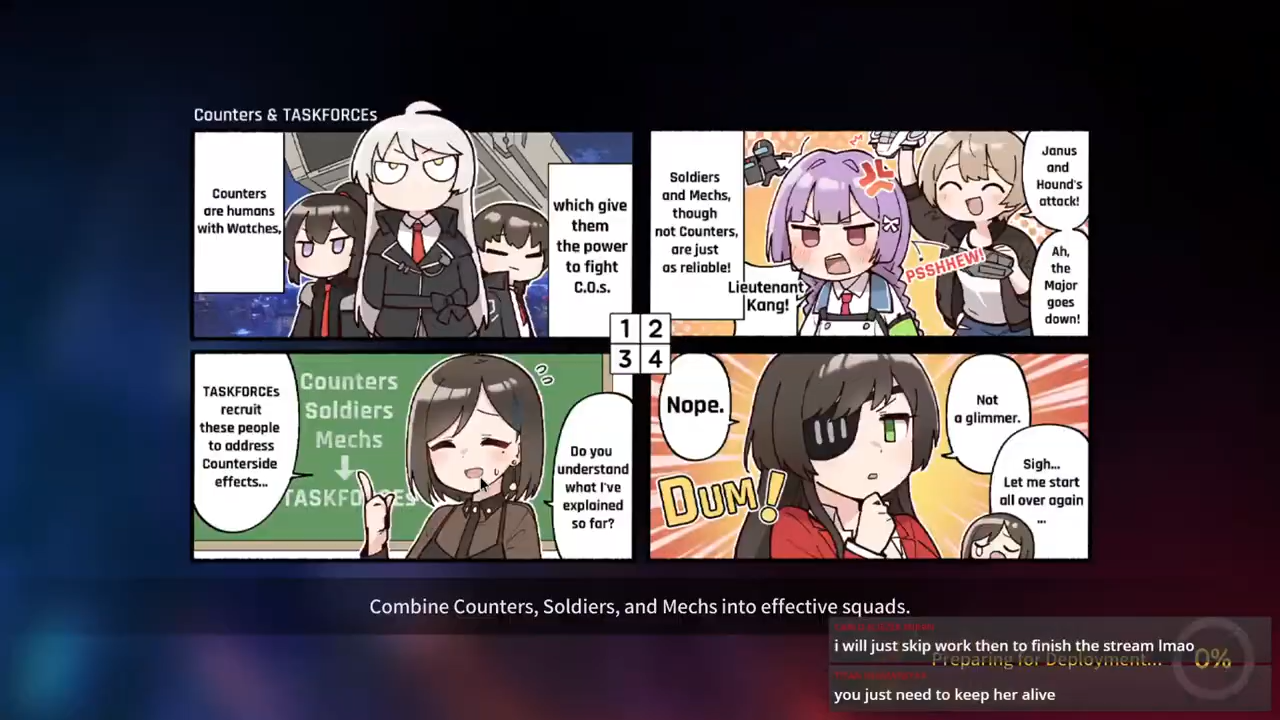 Counters & TASKFORCEs
Counters
are humans
with Watches,
which give
them
the power
to fight
C.O.s.
Soldiers
and Mechs,
though
not Counters,
are just
as reliable!
Lieutenant
Kang!
PSSHHEW!
Janus
and
Hound's
attack!
Ah,
the
Major
goes
down!
1 2
3 4
TASKFORCEs
recruit
these people
to address
Counterside
effects...
Counters
Soldiers
Mechs
TASKFORCEs
Do you
understand
what I've
explained
so far?
Nope.
DUM!
Not
a glimmer.
Sigh...
Let me start
all over again
...
Combine Counters, Soldiers, and Mechs into effective squads.
i will just skip work then to finish the stream lmao
Preparing for Deployment... 0%
you just need to keep her alive